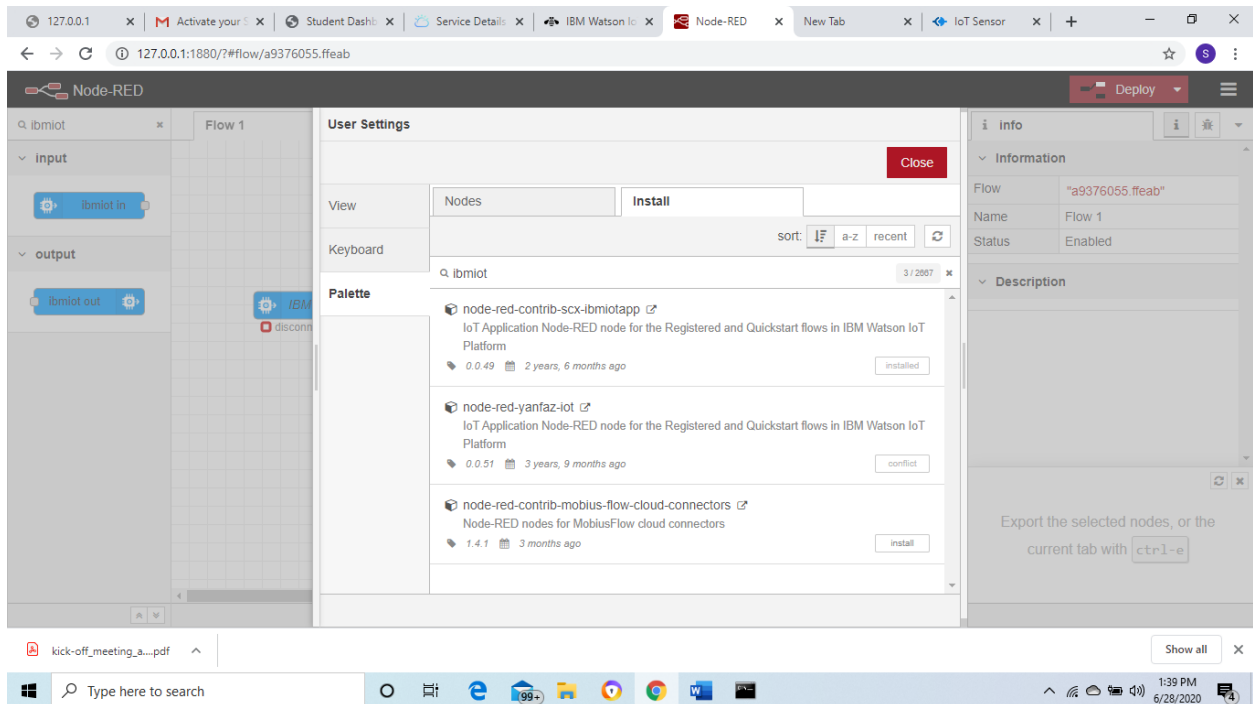 127.0.0.1
Activate your S
Student Dashb
Service Details
IBM Watson Io
Node-RED
New Tab
IoT Sensor
127.0.0.1:1880/?#flow/a9376055.ffeab
S
Node-RED
Deploy
ibmiot
input
ibmiot in
output
ibmiot out
Flow 1
IBM
disconn
User Settings
Close
View
Keyboard
Palette
Nodes
Install
sort:
a-z
recent
ibmiot
3 / 2667
node-red-contrib-scx-ibmiotapp
IoT Application Node-RED node for the Registered and Quickstart flows in IBM Watson IoT
Platform
0.0.49
2 years, 6 months ago
installed
node-red-yanfaz-iot
IoT Application Node-RED node for the Registered and Quickstart flows in IBM Watson IoT
Platform
0.0.51
3 years, 9 months ago
conflict
node-red-contrib-mobius-flow-cloud-connectors
Node-RED nodes for MobiusFlow cloud connectors
1.4.1
3 months ago
install
i info
i
Information
Flow
"a9376055.ffeab"
Name
Flow 1
Status
Enabled
Description
Export the selected nodes, or the
current tab with ctrl-e
kick-off_meeting_a....pdf
Show all
Type here to search
99+
1:39 PM
6/28/2020
4